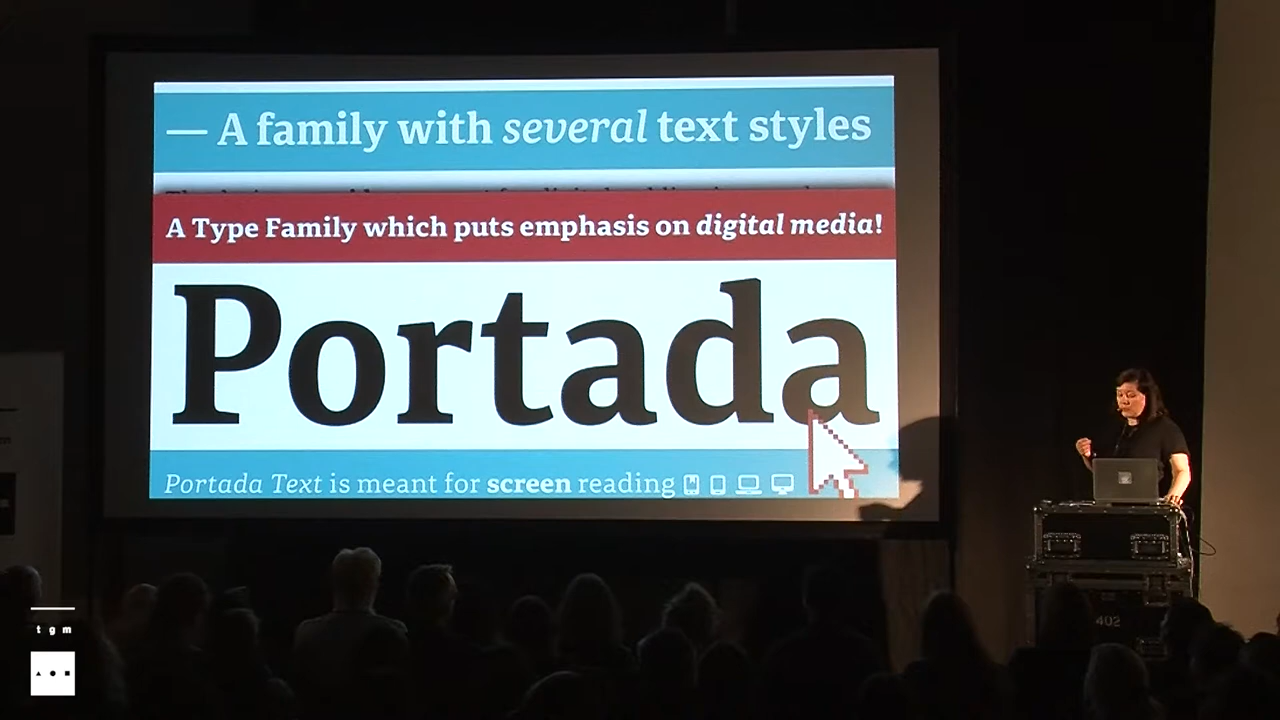 — A family with several text styles
A Type Family which puts emphasis on digital media!
Portada
Portada Text is meant for screen reading
402
tgm